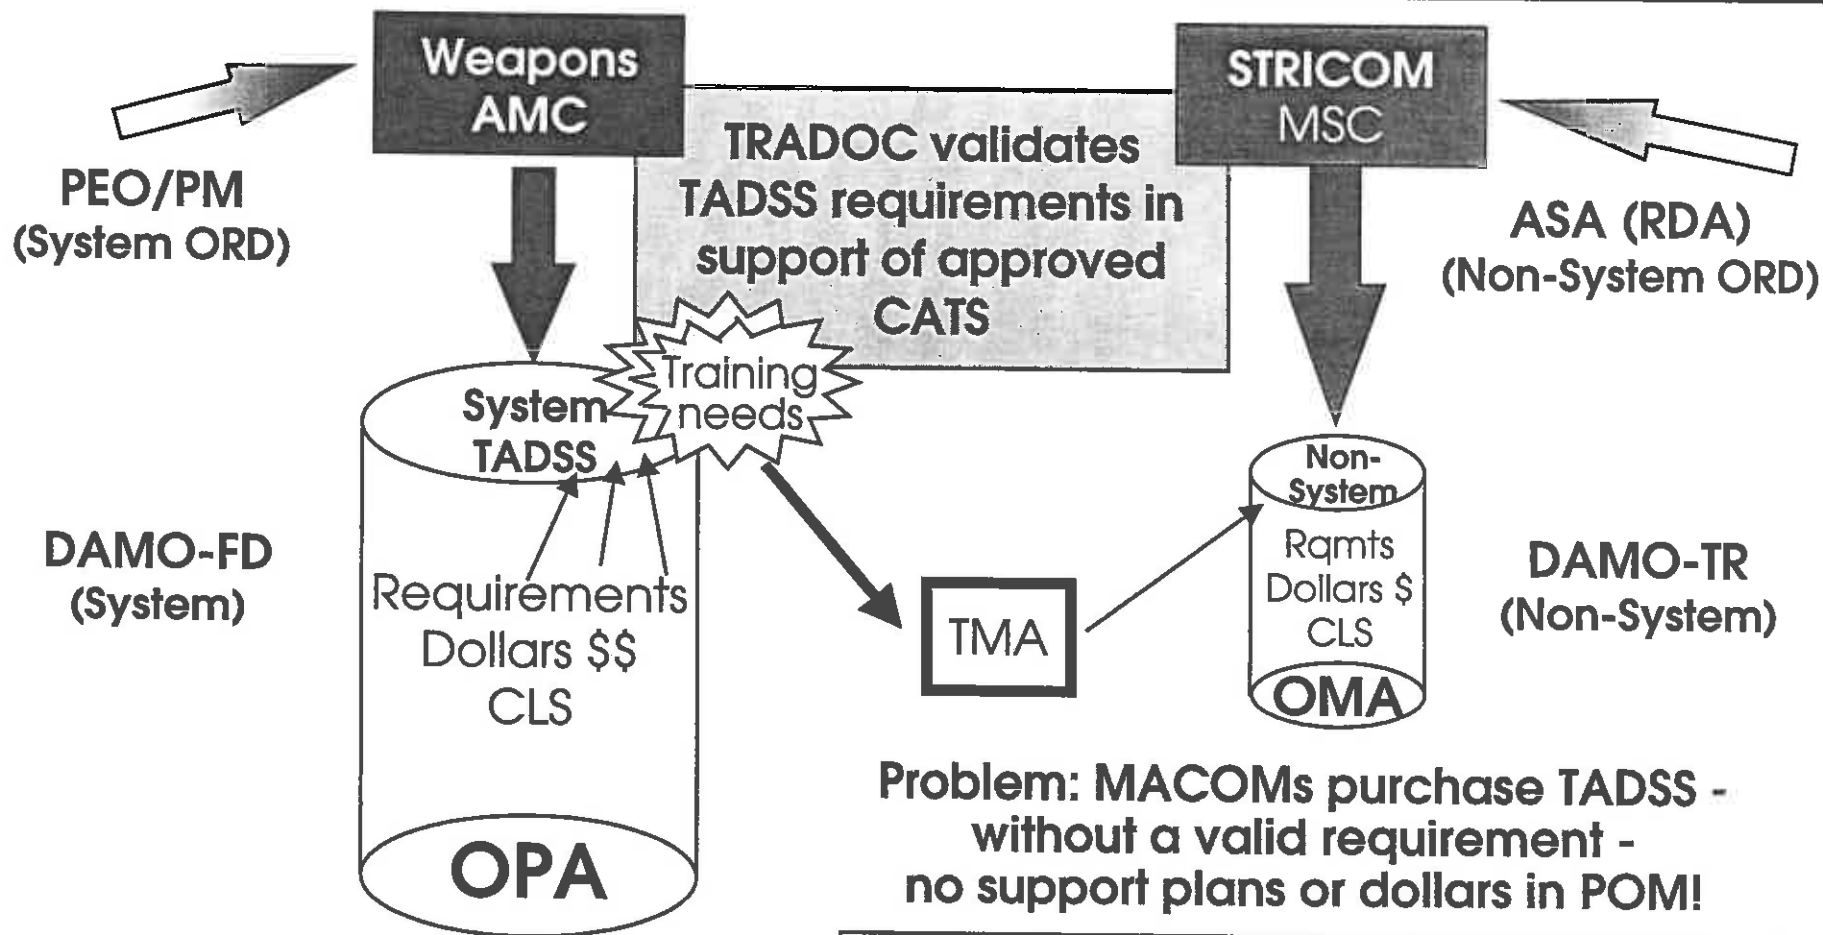 Weapons
AMC
STRICOM
MSC
TRADOC validates
TADSS requirements in
support of approved
CATS
PEO/PM
(System ORD)
ASA (RDA)
(Non-System ORD)
Training
needs
System
TADSS
Non-
System
DAMO-FD
(System)
Requirements
Dollars $$
CLS
TMA
Rqmts
Dollars $
CLS
DAMO-TR
(Non-System)
OMA
OPA
Problem: MACOMs purchase TADSS -
without a valid requirement -
no support plans or dollars in POM!